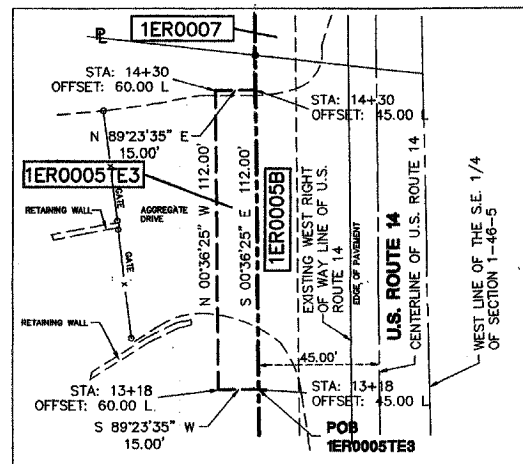 PL
1ER0007
STA: 14+30
OFFSET: 60.00 L
STA: 14+30
OFFSET: 45.00 L
N 89°23'35" E
15.00'
1ER0005TE3
GATE
RETAINING WALL
AGGREGATE
DRIVE
GATE
RETAINING WALL
N 00°36'25" W 112.00'
S 00°36'25" E 112.00'
1ER0005B
EXISTING WEST RIGHT
OF WAY LINE OF U.S.
ROUTE 14
EDGE OF PAVEMENT
U.S. ROUTE 14
CENTERLINE OF U.S. ROUTE 14
WEST LINE OF THE S.E. 1/4
OF SECTION 1-46-5
45.00'
STA: 13+18
OFFSET: 60.00 L
STA: 13+18
OFFSET: 45.00 L
S 89°23'35" W
15.00'
POB
1ER0005TE3